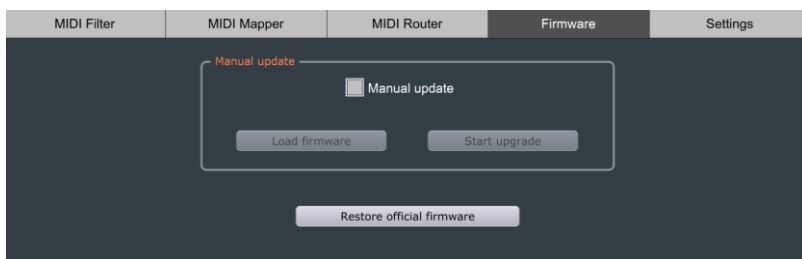 MIDI Filter MIDI Mapper MIDI Router Firmware Settings
Manual update
Manual update
Load firmware Start upgrade
Restore official firmware